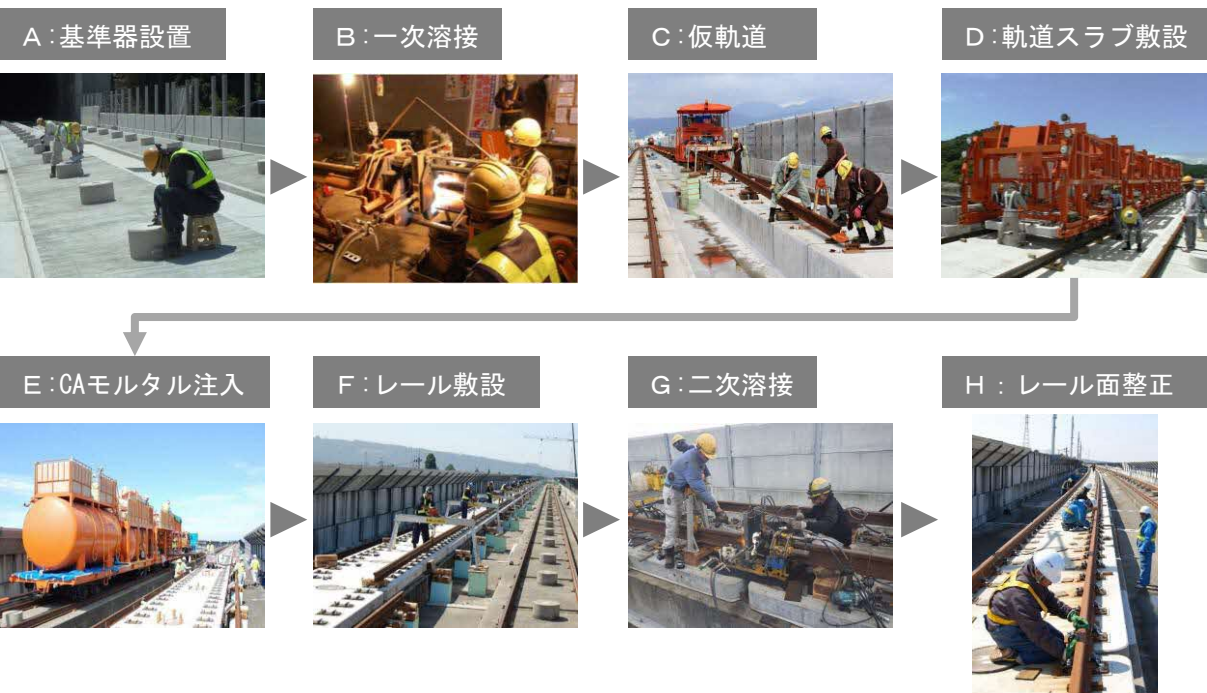 A:基準器設置
B:一次溶接
C:仮軌道
D:軌道スラブ敷設
E:CAモルタル注入
F:レール敷設
G:二次溶接
H：レール面整正